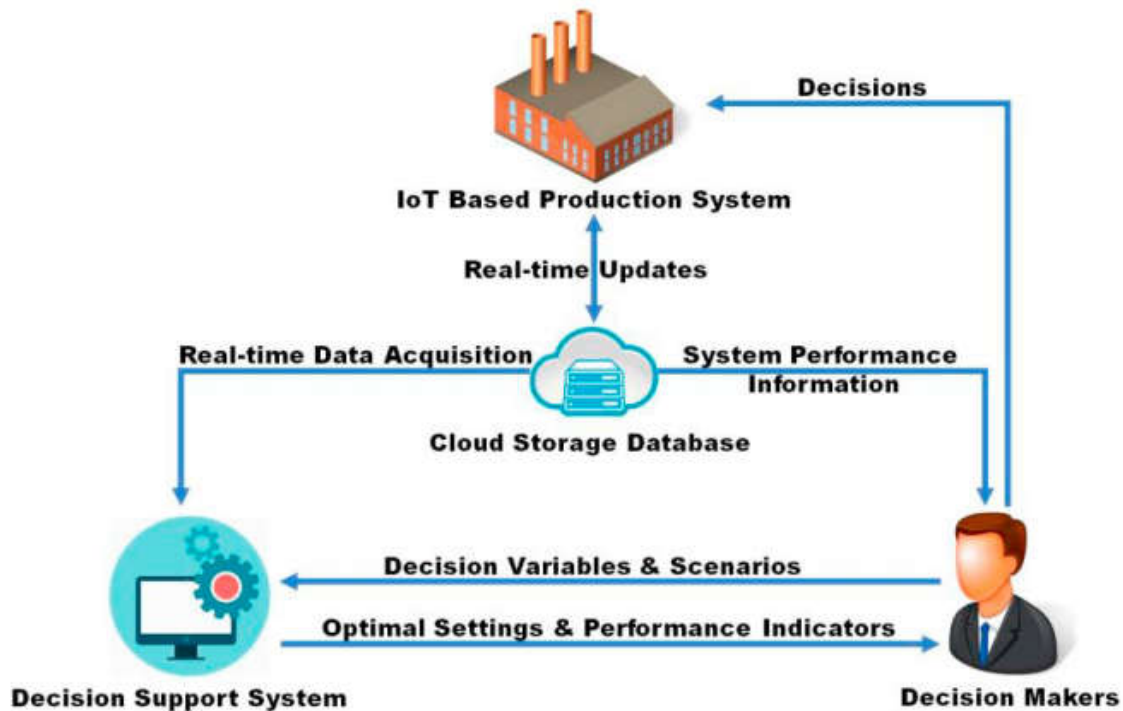 Decisions
IoT Based Production System
Real-time Updates
Real-time Data Acquisition
System Performance
Information
Cloud Storage Database
Decision Variables & Scenarios
Optimal Settings & Performance Indicators
Decision Support System
Decision Makers